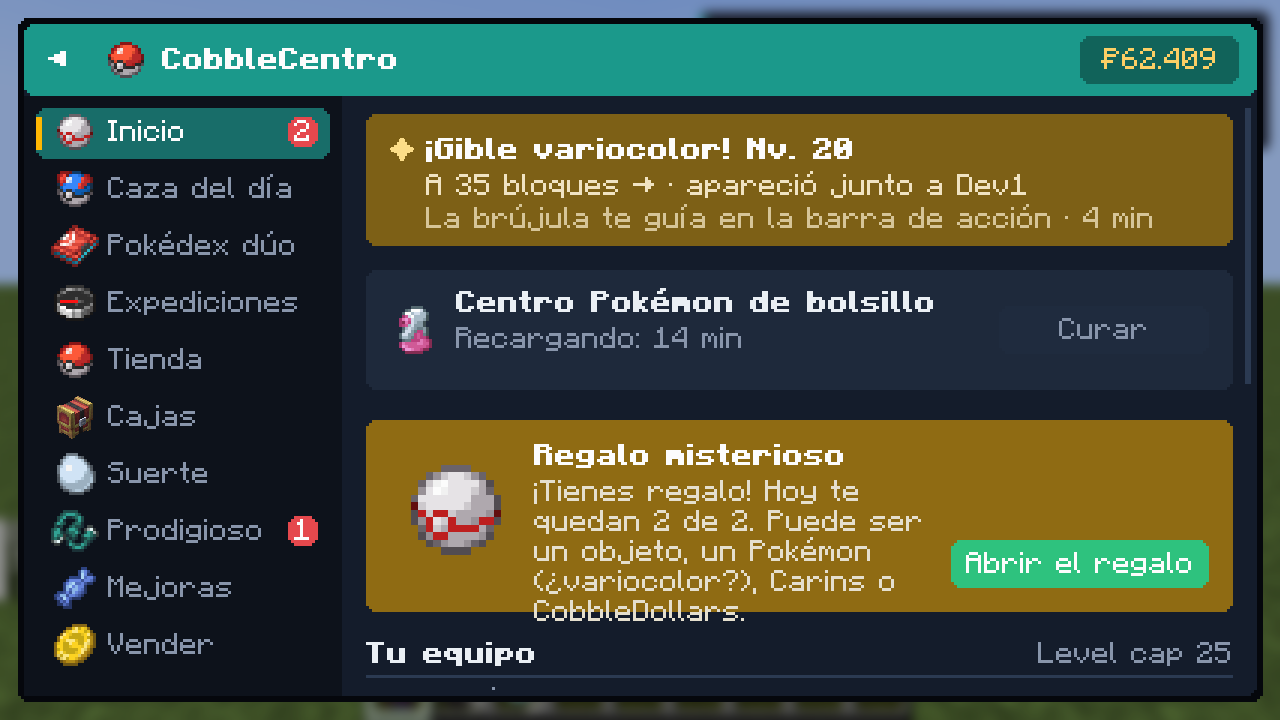 CobbleCentro
₽62.409
Inicio
2
Caza del día
Pokédex dúo
Expediciones
Tienda
Cajas
Suerte
Prodigioso
1
Mejoras
Vender
¡Gible variocolor! Nv. 20
A 35 bloques → · apareció junto a Dev1
La brújula te guía en la barra de acción · 4 min
Centro Pokémon de bolsillo
Recargando: 14 min
Curar
Regalo misterioso
¡Tienes regalo! Hoy te
quedan 2 de 2. Puede ser
un objeto, un Pokémon
(¿variocolor?), Carins o
CobbleDollars.
Abrir el regalo
Tu equipo
Level cap 25